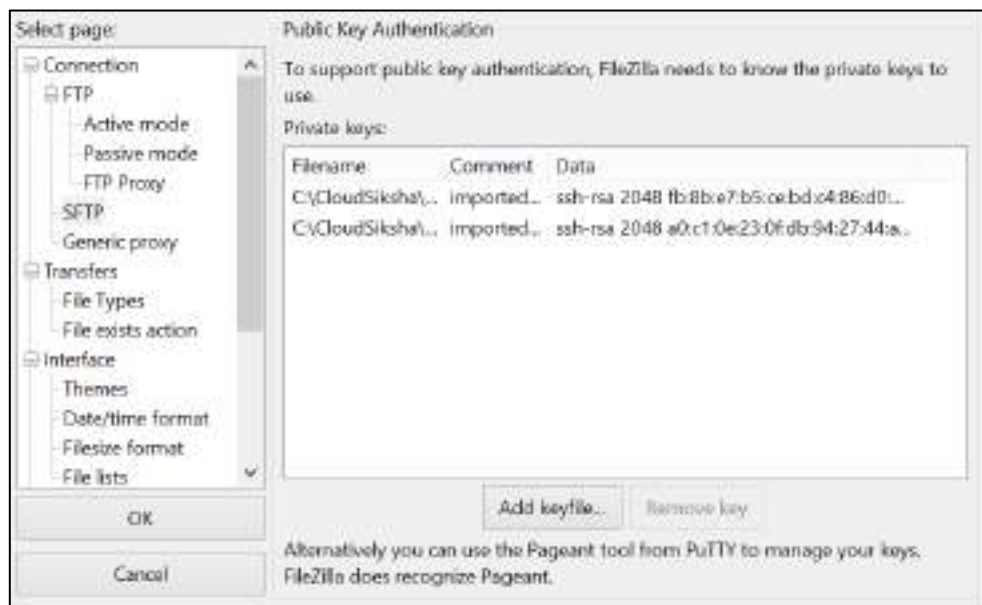 Select page:
Connection
FTP
Active mode
Passive mode
FTP Proxy
SFTP
Generic proxy
Transfers
File Types
File exists action
Interface
Themes
Date/time format
Filesize format
File lists
OK
Cancel
Public Key Authentication
To support public key authentication, FileZilla needs to know the private keys to
use.
Private keys:
Filename Comment Data
C:\CloudSiksha\... imported... ssh-rsa 2048 fb:8b:e7:b5:ce:bd:c4:86:d0:...
C:\CloudSiksha\... imported... ssh-rsa 2048 a0:c1:0e:23:0f:db:94:27:44:a...
Add keyfile... Remove key
Alternatively you can use the Pageant tool from PuTTY to manage your keys.
FileZilla does recognize Pageant.